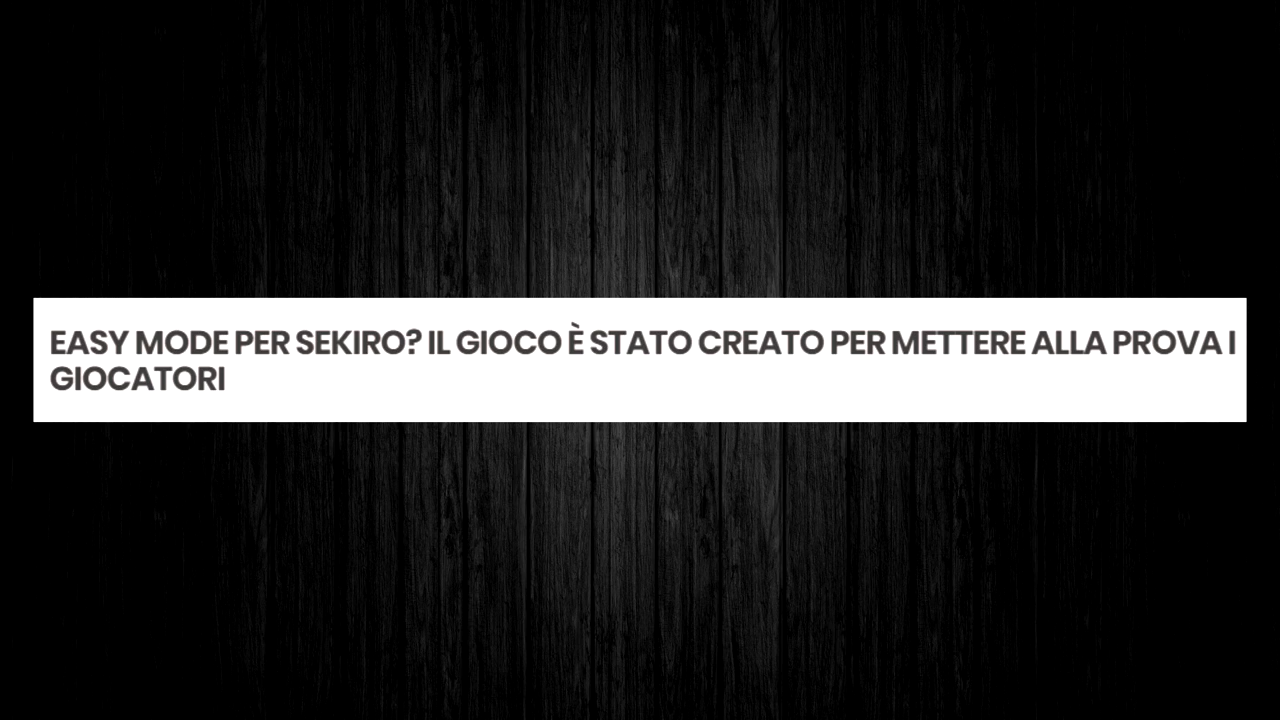 EASY MODE PER SEKIRO? IL GIOCO È STATO CREATO PER METTERE ALLA PROVA I
GIOCATORI